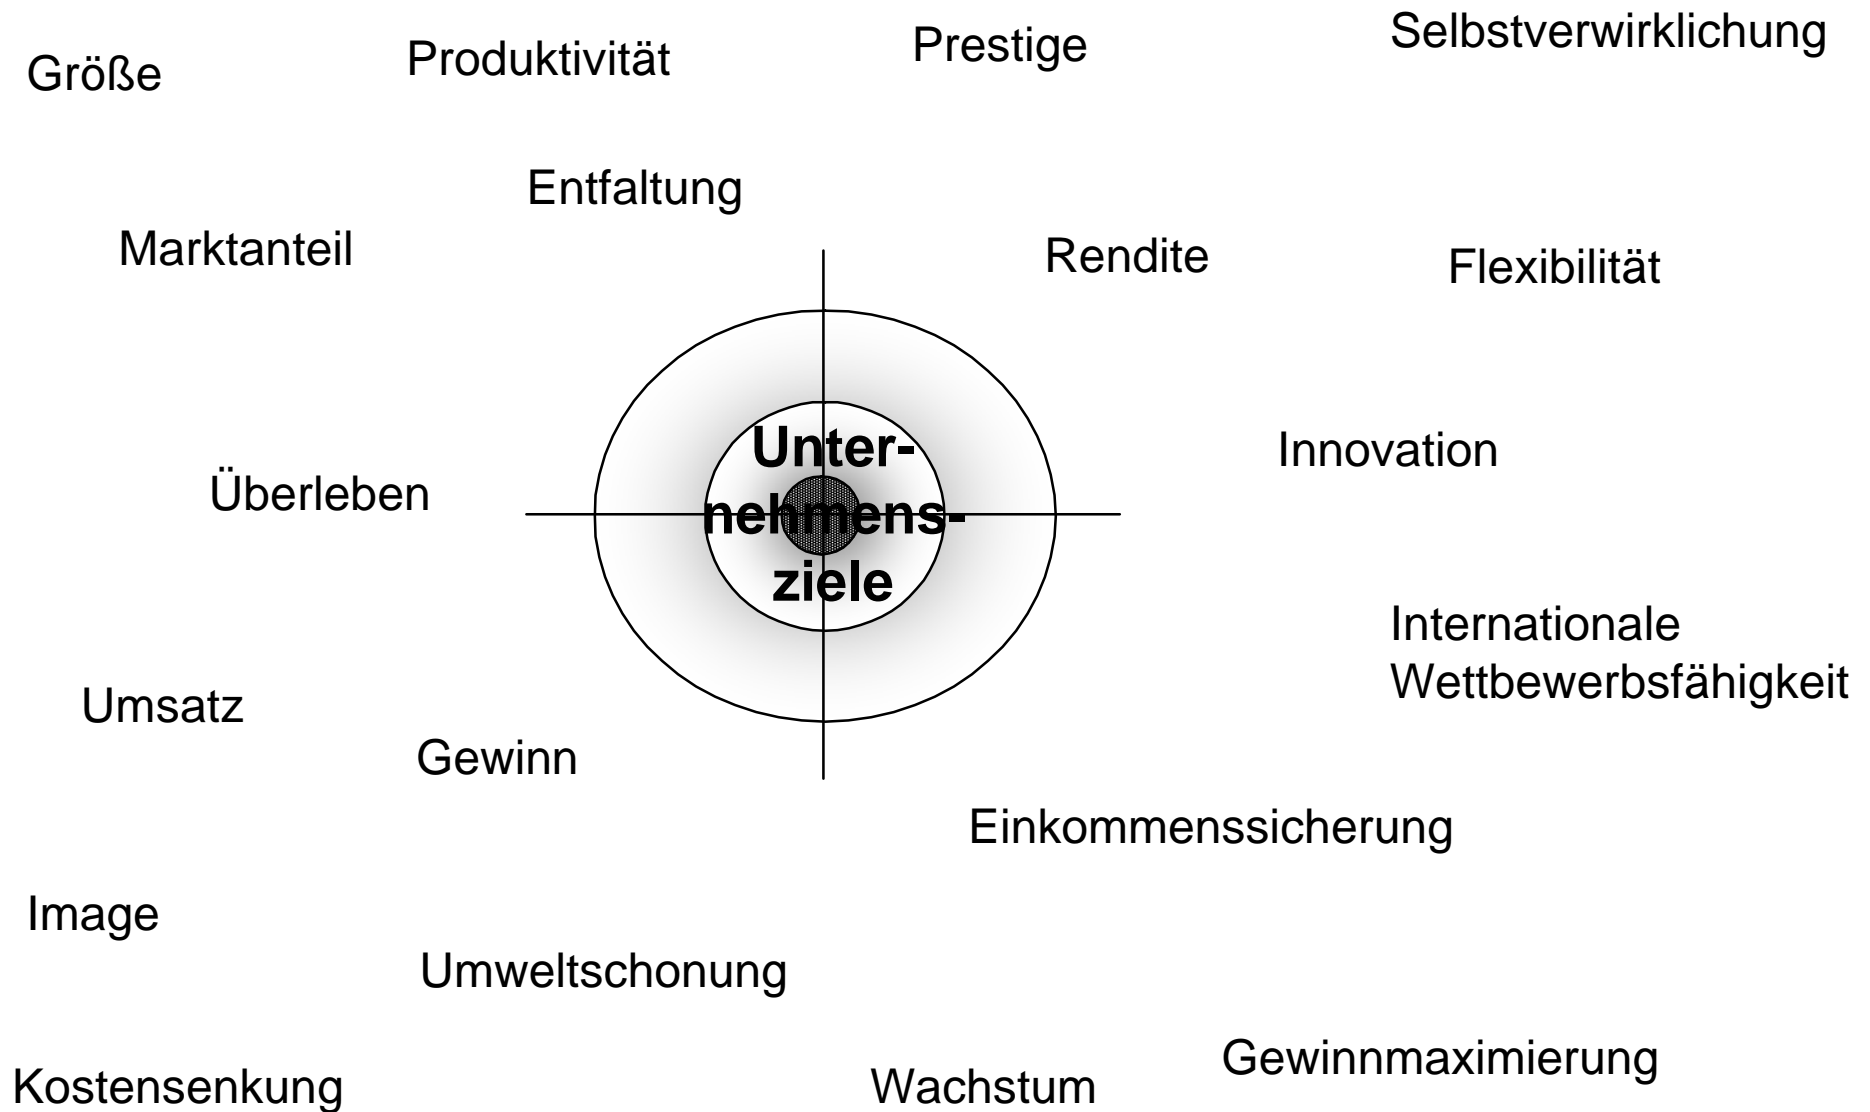 Größe
Produktivität
Prestige
Selbstverwirklichung
Entfaltung
Marktanteil
Rendite
Flexibilität
Unter-
nehmens-
ziele
Innovation
Überleben
Internationale
Wettbewerbsfähigkeit
Umsatz
Gewinn
Einkommenssicherung
Image
Umweltschonung
Gewinnmaximierung
Kostensenkung
Wachstum